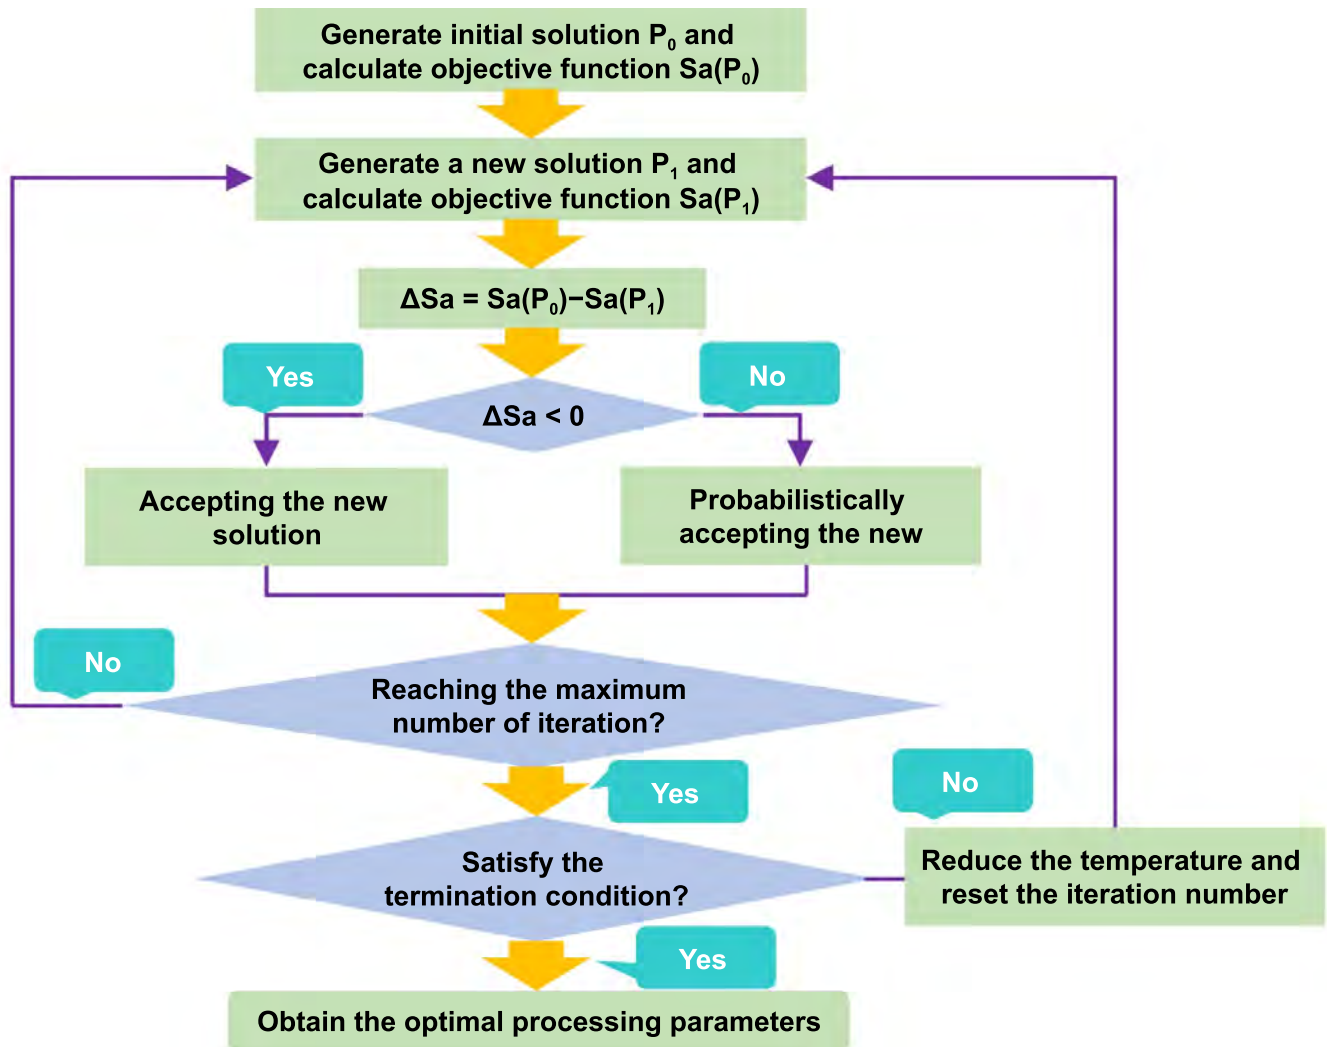 Generate initial solution P₀ and
calculate objective function Sa(P₀)
Generate a new solution P₁ and
calculate objective function Sa(P₁)
ΔSa = Sa(P₀)−Sa(P₁)
Yes
No
ΔSa < 0
Accepting the new
solution
Probabilistically
accepting the new
No
Reaching the maximum
number of iteration?
Yes
No
Satisfy the
termination condition?
Reduce the temperature and
reset the iteration number
Yes
Obtain the optimal processing parameters